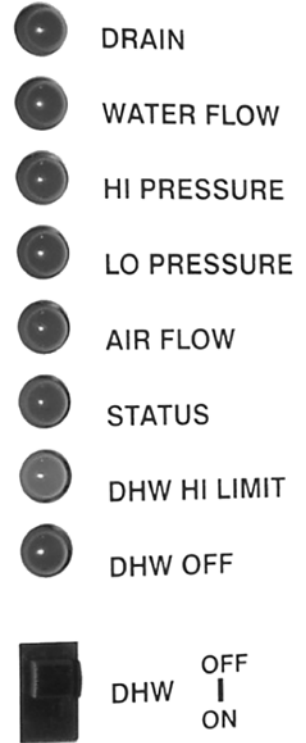 DRAIN
WATER FLOW
HI PRESSURE
LO PRESSURE
AIR FLOW
STATUS
DHW HI LIMIT
DHW OFF
OFF
DHW |
ON